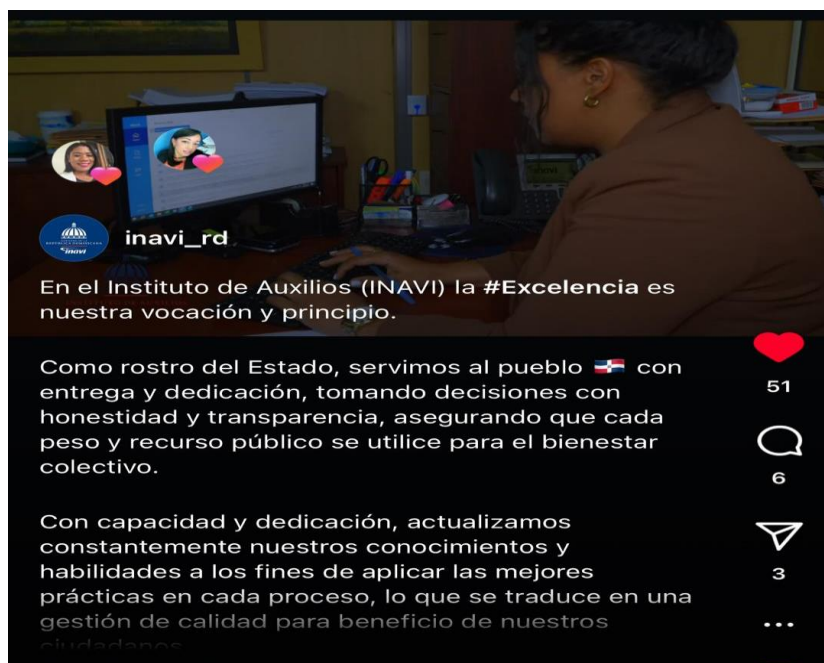 inavi_rd
En el Instituto de Auxilios (INAVI) la #Excelencia es
nuestra vocación y principio.
Como rostro del Estado, servimos al pueblo 🇩🇴 con
entrega y dedicación, tomando decisiones con
honestidad y transparencia, asegurando que cada
peso y recurso público se utilice para el bienestar
colectivo.
51
6
Con capacidad y dedicación, actualizamos
constantemente nuestros conocimientos y
habilidades a los fines de aplicar las mejores
prácticas en cada proceso, lo que se traduce en una
gestión de calidad para beneficio de nuestros
ciudadanos
3